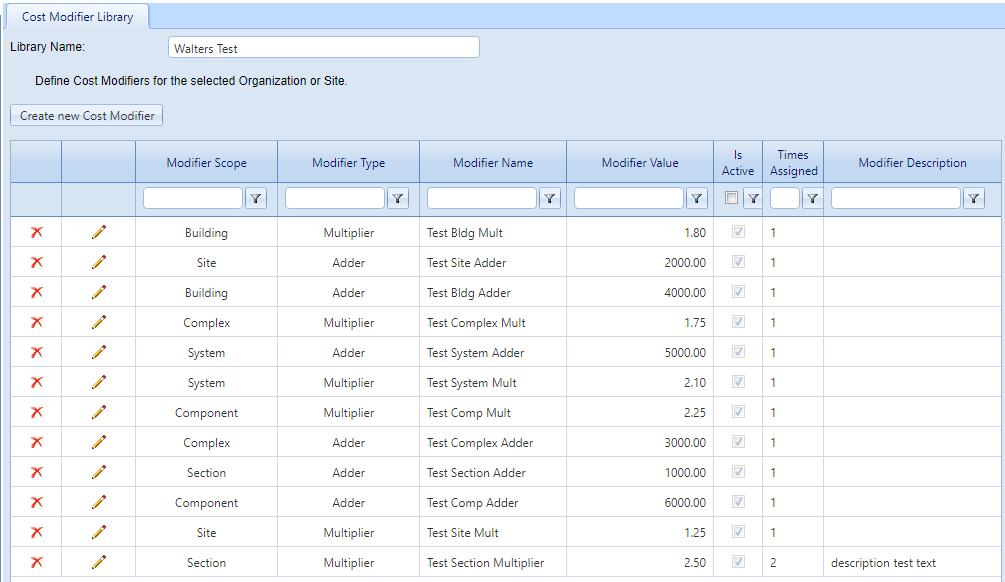 Cost Modifier Library
Library Name: Walters Test
Define Cost Modifiers for the selected Organization or Site.
Create new Cost Modifier
Modifier Scope Modifier Type Modifier Name Modifier Value Is Active Times Assigned Modifier Description
Building Multiplier Test Bldg Mult 1.80 1
Site Adder Test Site Adder 2000.00 1
Building Adder Test Bldg Adder 4000.00 1
Complex Multiplier Test Complex Mult 1.75 1
System Adder Test System Adder 5000.00 1
System Multiplier Test System Mult 2.10 1
Component Multiplier Test Comp Mult 2.25 1
Complex Adder Test Complex Adder 3000.00 1
Section Adder Test Section Adder 1000.00 1
Component Adder Test Comp Adder 6000.00 1
Site Multiplier Test Site Mult 1.25 1
Section Multiplier Test Section Multiplier 2.50 2 description test text